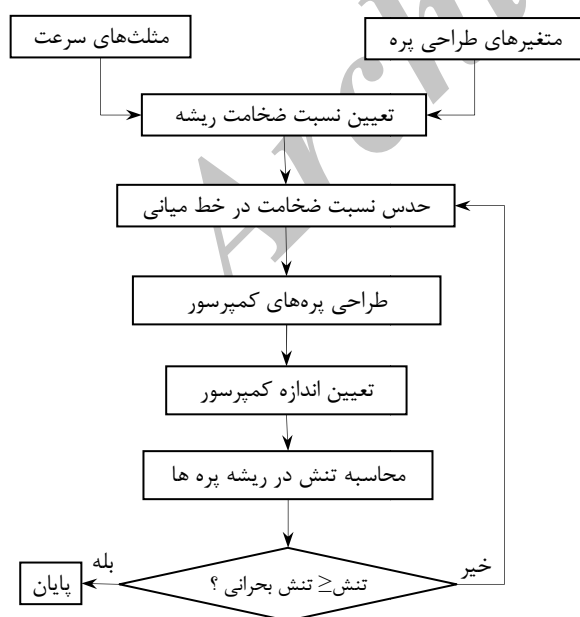 متغیرهای طراحی پره
مثلث‌های سرعت
تعیین نسبت ضخامت ریشه
حدس نسبت ضخامت در خط میانی
طراحی پره‌های کمپرسور
تعیین اندازه کمپرسور
محاسبه تنش در ریشه پره ها
تنش≥ تنش بحرانی ؟
خیر
بله
پایان